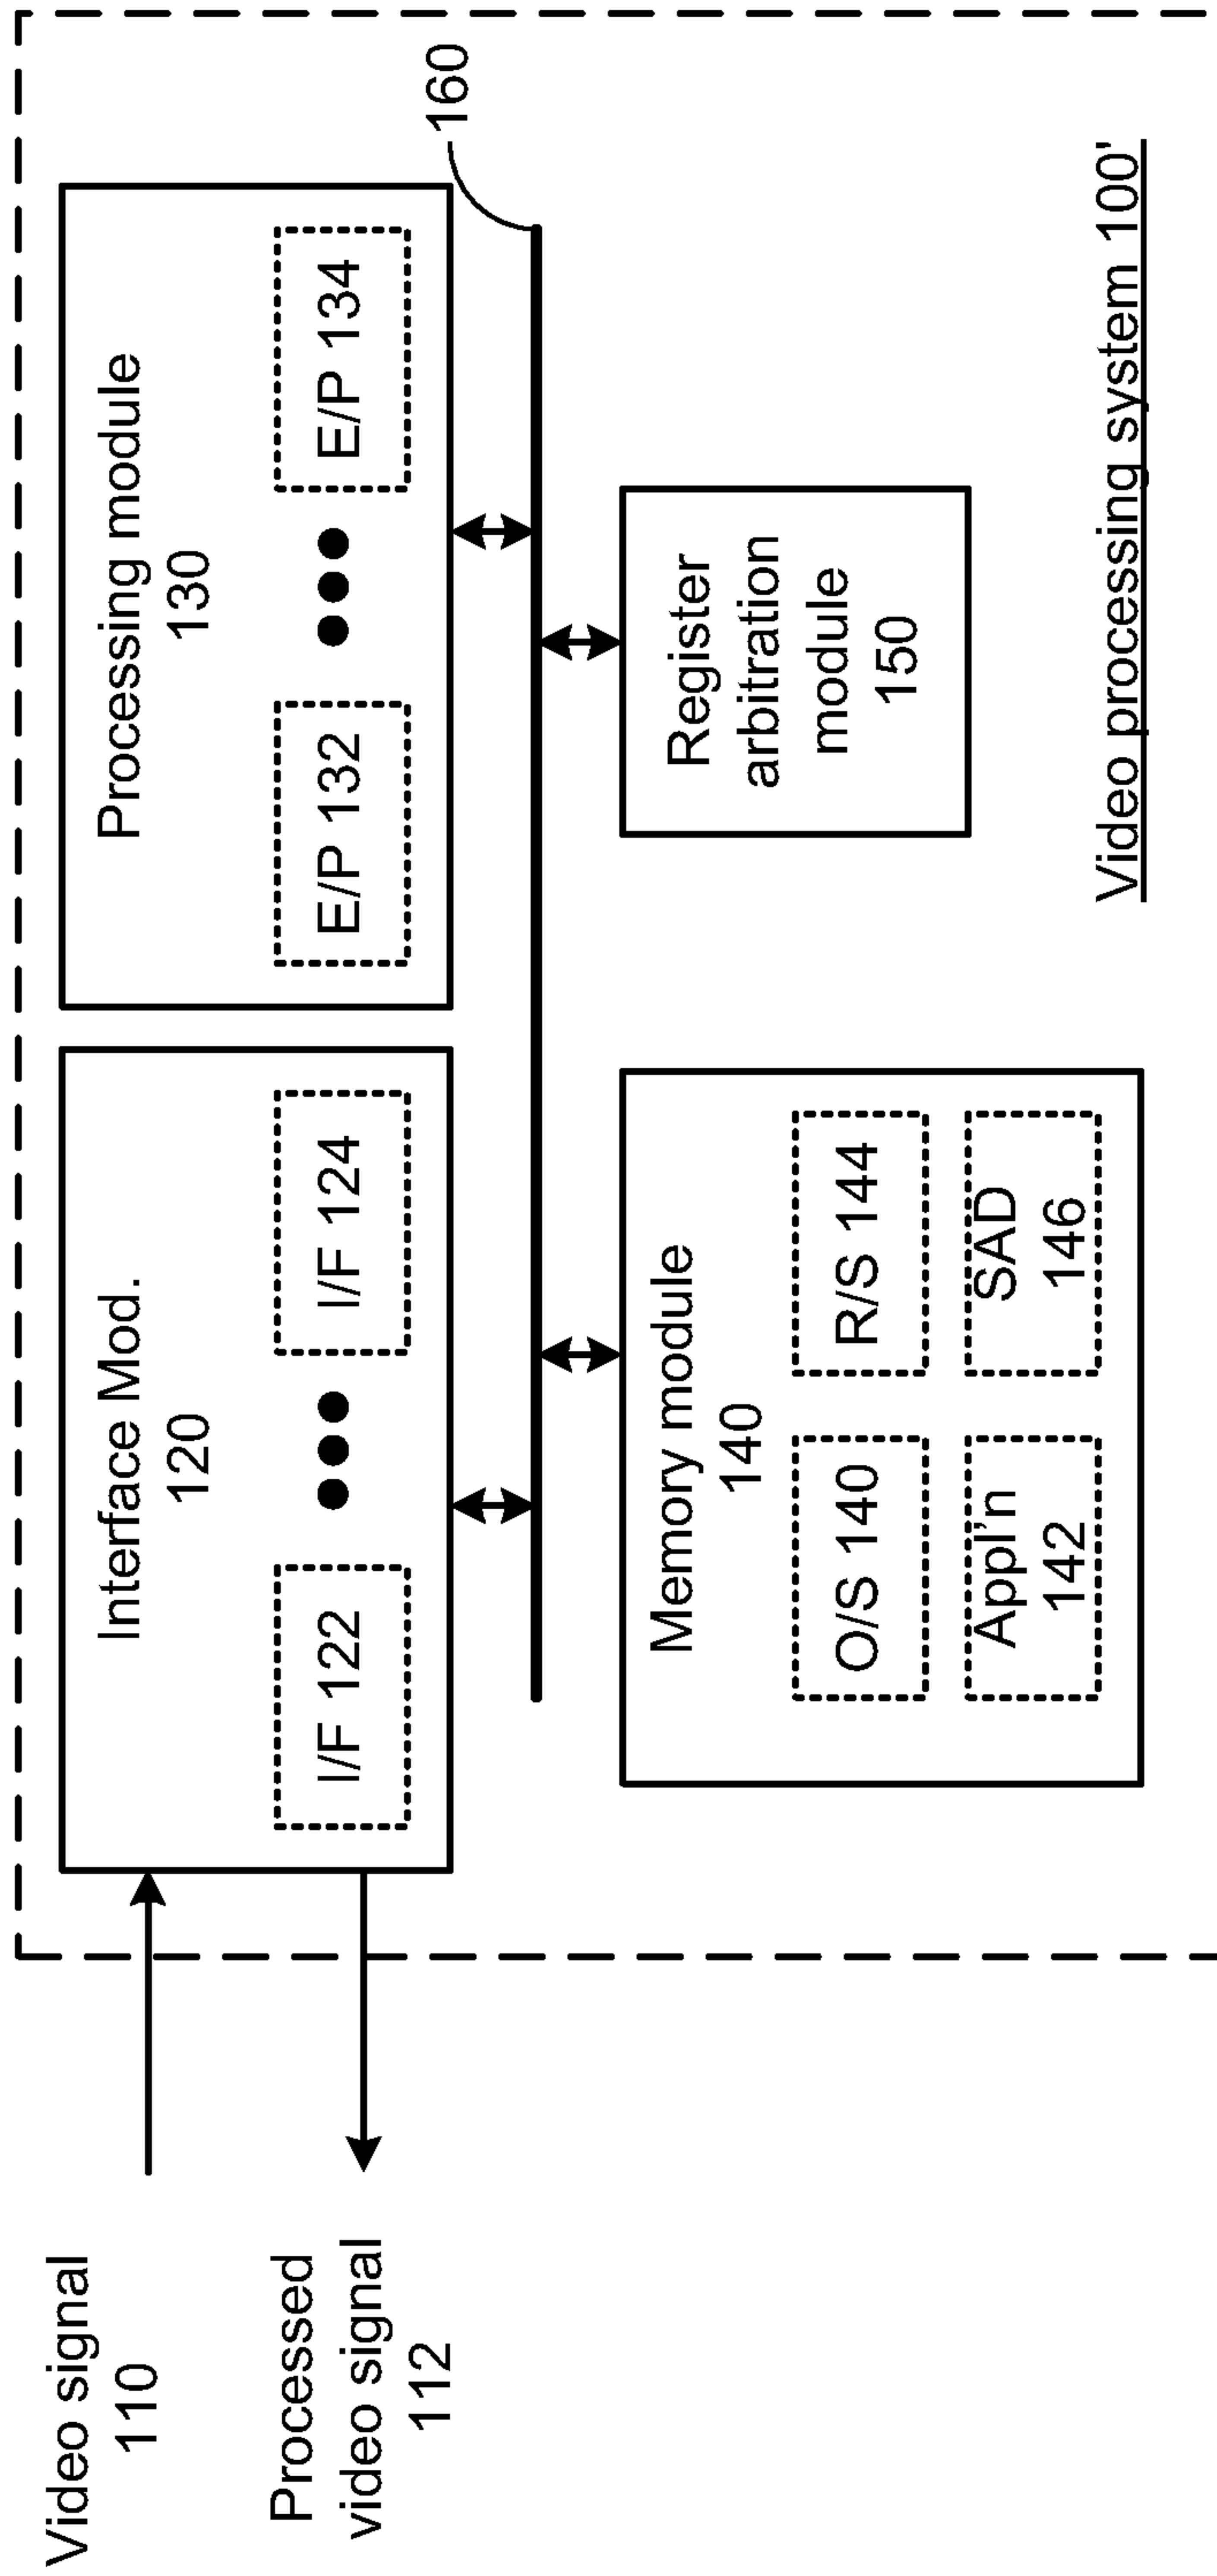 Video signal
110
Processed
video signal
112
Interface Mod.
120
I/F 122
I/F 124
Processing module
130
E/P 132
E/P 134
160
Memory module
140
O/S 140
R/S 144
Appl'n
142
SAD
146
Register
arbitration
module
150
Video processing system 100'